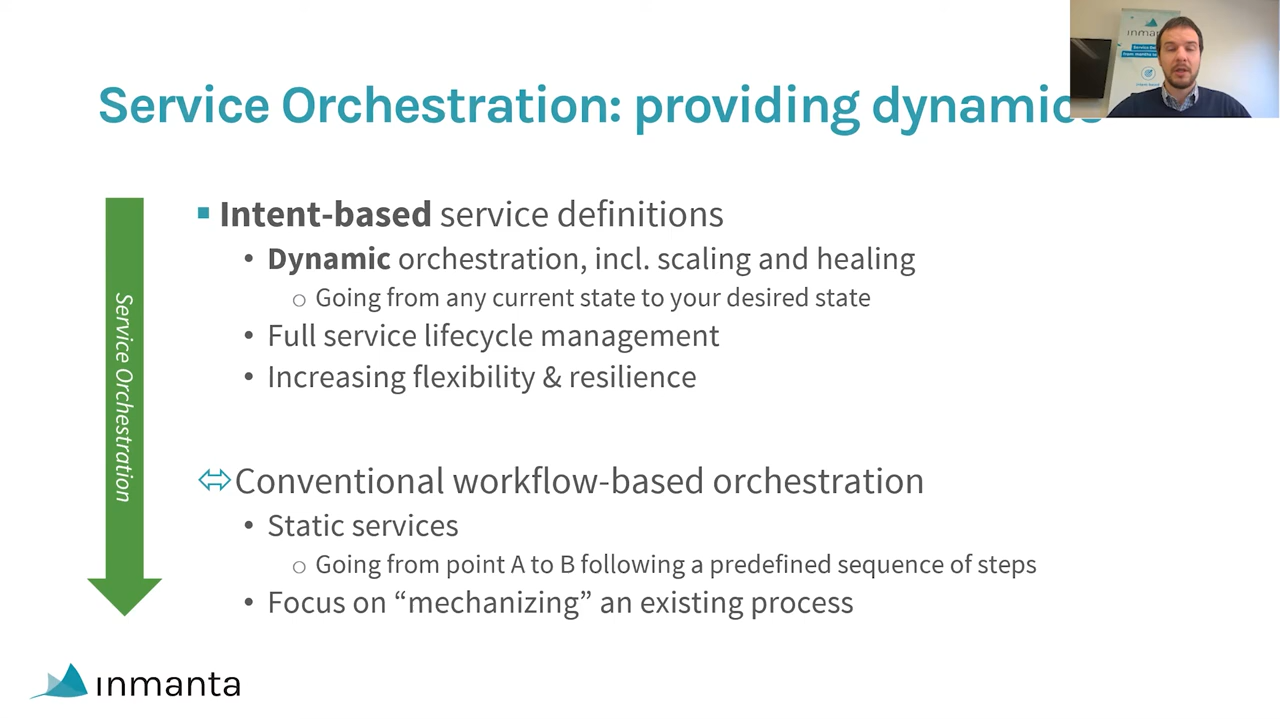 Service Orchestration: providing dynamics
Intent-based service definitions
Dynamic orchestration, incl. scaling and healing
Going from any current state to your desired state
Full service lifecycle management
Increasing flexibility & resilience
Service Orchestration
Conventional workflow-based orchestration
Static services
Going from point A to B following a predefined sequence of steps
Focus on “mechanizing” an existing process
inmanta